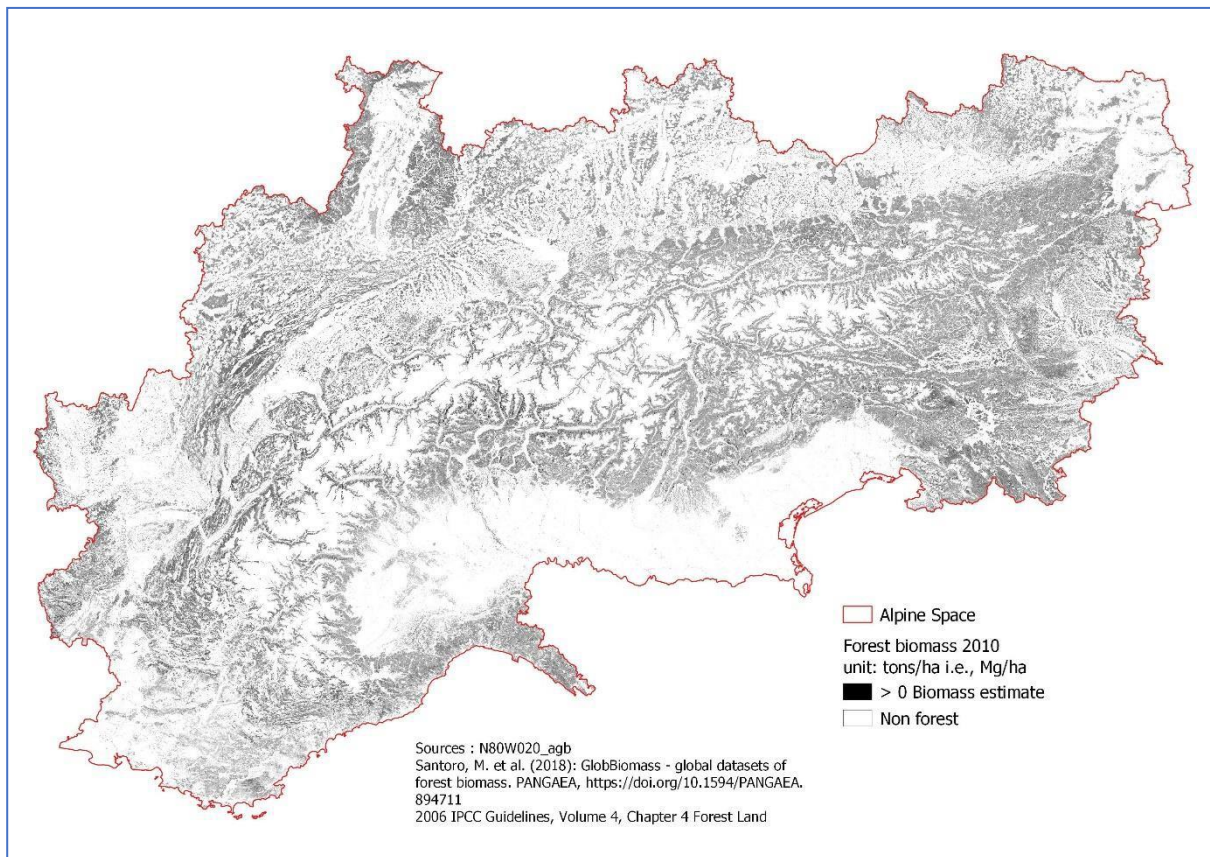 Alpine Space
Forest biomass 2010
unit: tons/ha i.e., Mg/ha
> 0 Biomass estimate
Non forest
Sources : N80W020_agb
Santoro, M. et al. (2018): GlobBiomass - global datasets of
forest biomass. PANGAEA, https://doi.org/10.1594/PANGAEA.
894711
2006 IPCC Guidelines, Volume 4, Chapter 4 Forest Land